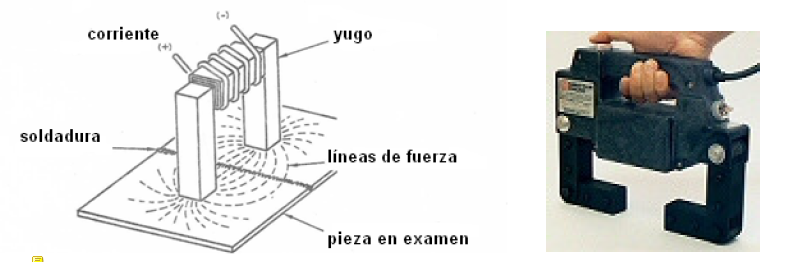 (-)
corriente
(+)
yugo
soldadura
líneas de fuerza
pieza en examen